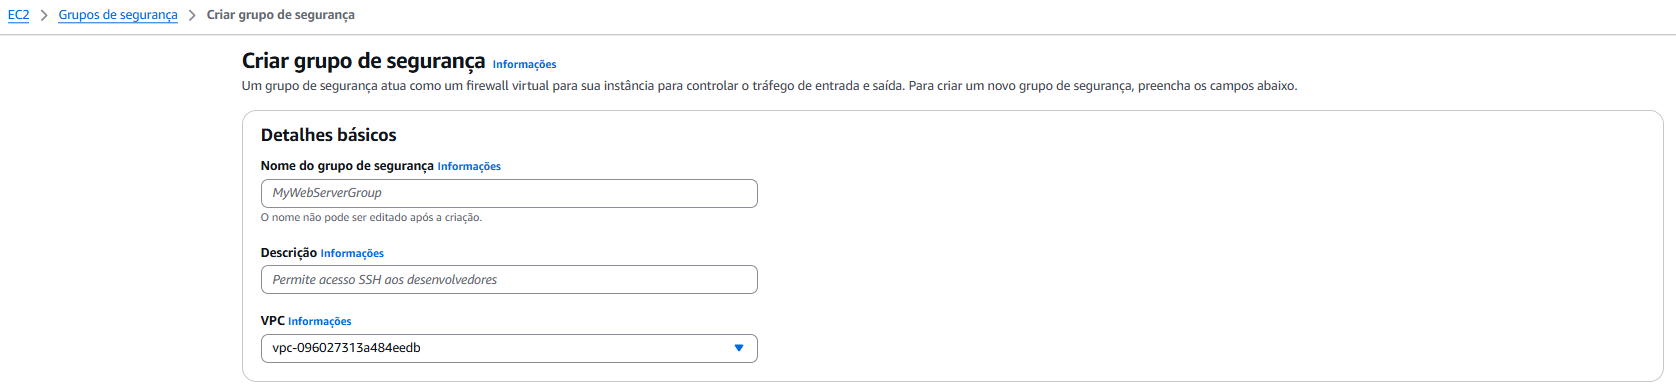 EC2 > Grupos de segurança > Criar grupo de segurança
Criar grupo de segurança Informações
Um grupo de segurança atua como um firewall virtual para sua instância para controlar o tráfego de entrada e saída. Para criar um novo grupo de segurança, preencha os campos abaixo.
Detalhes básicos
Nome do grupo de segurança Informações
MyWebServerGroup
O nome não pode ser editado após a criação.
Descrição Informações
Permite acesso SSH aos desenvolvedores
VPC Informações
vpc-096027313a484eedb